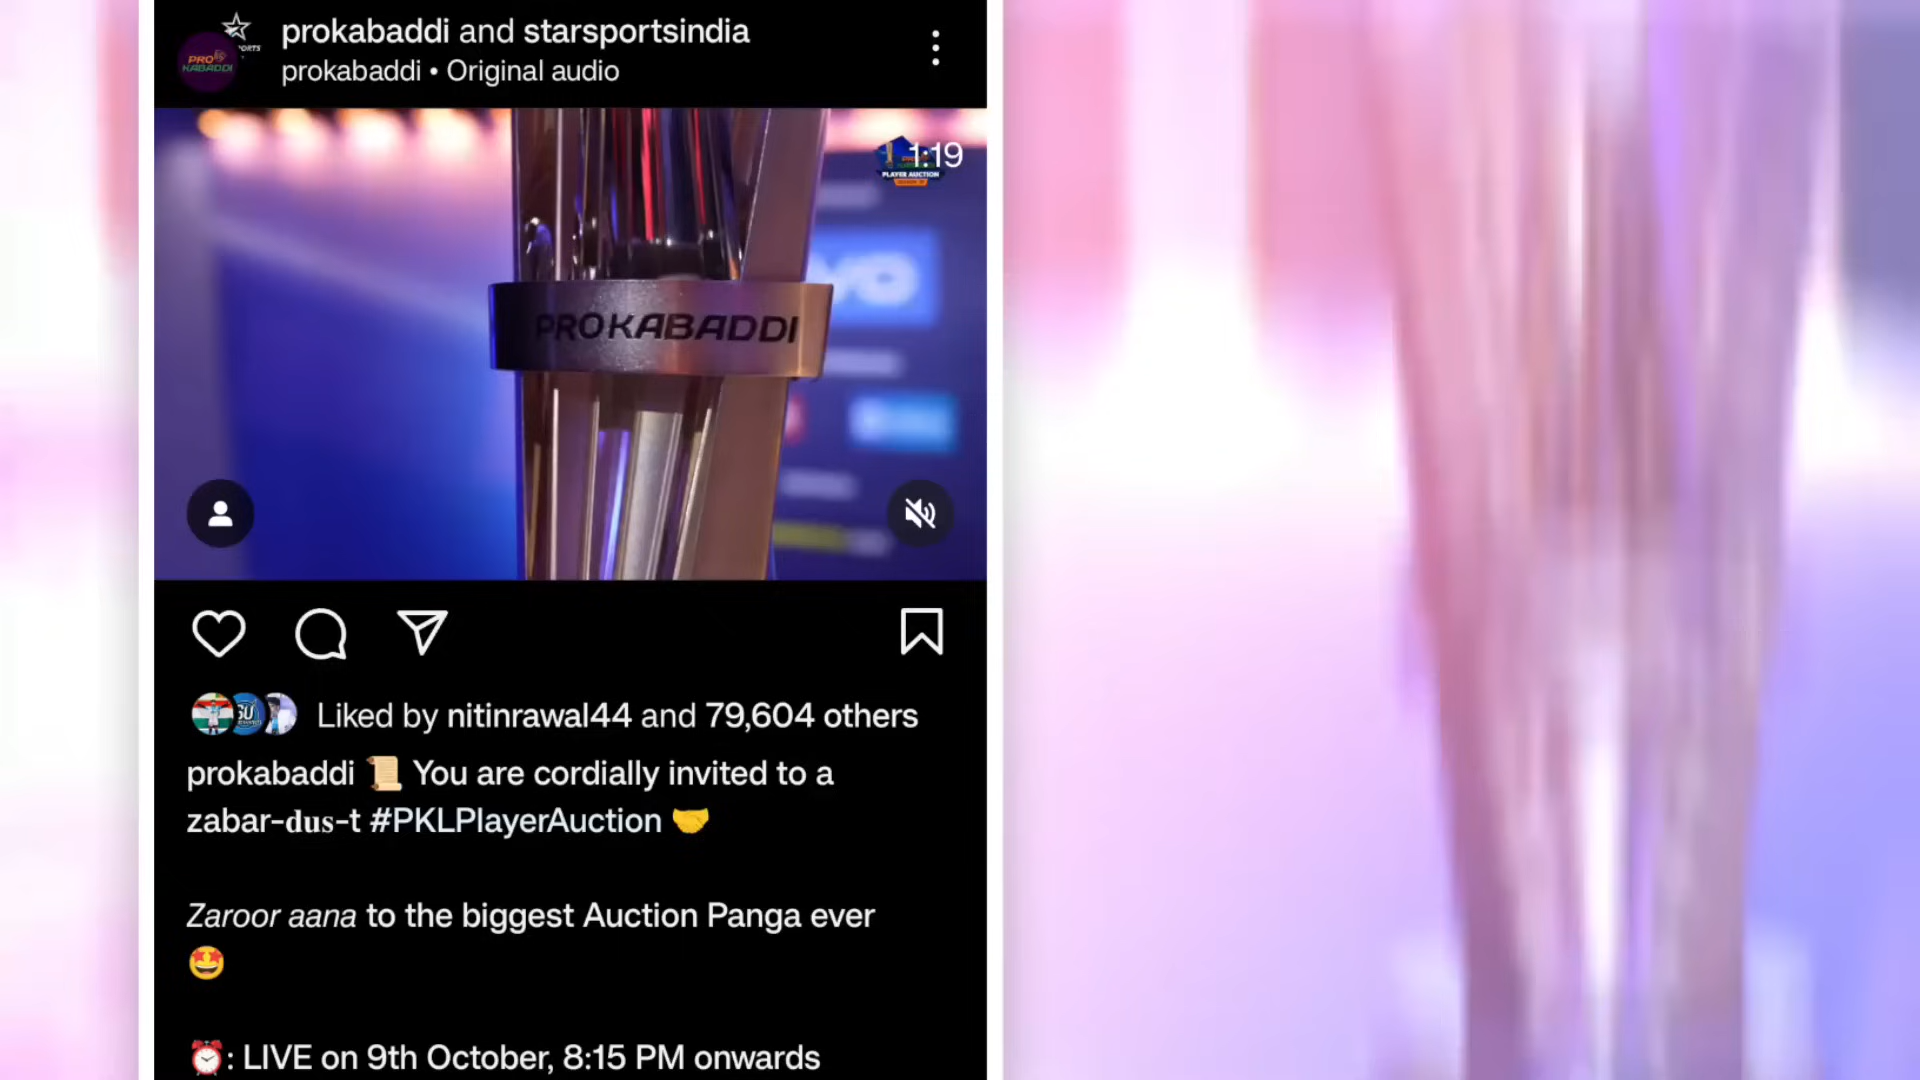 prokabaddi and starsportsindia
prokabaddi • Original audio
PRO
KABADDI
1:19
PLAYER AUCTION
PROKABADDI
Liked by nitinrawal44 and 79,604 others
prokabaddi 📜 You are cordially invited to a
zabar-𝐝𝐮𝐬-t #PKLPlayerAuction 🤝
Zaroor aana to the biggest Auction Panga ever
🤩
⏰: LIVE on 9th October, 8:15 PM onwards